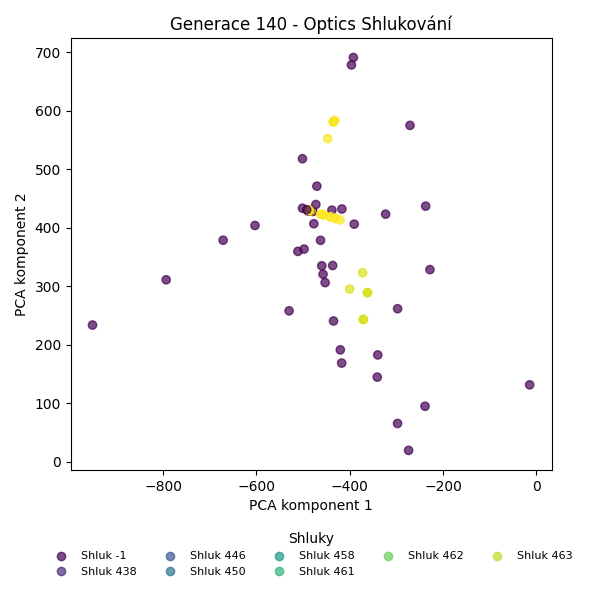 Generace 140 - Optics Shlukování
700
600
500
400
300
200
100
0
PCA komponent 2
−800
−600
−400
−200
0
PCA komponent 1
Shluky
Shluk -1
Shluk 446
Shluk 458
Shluk 462
Shluk 463
Shluk 438
Shluk 450
Shluk 461